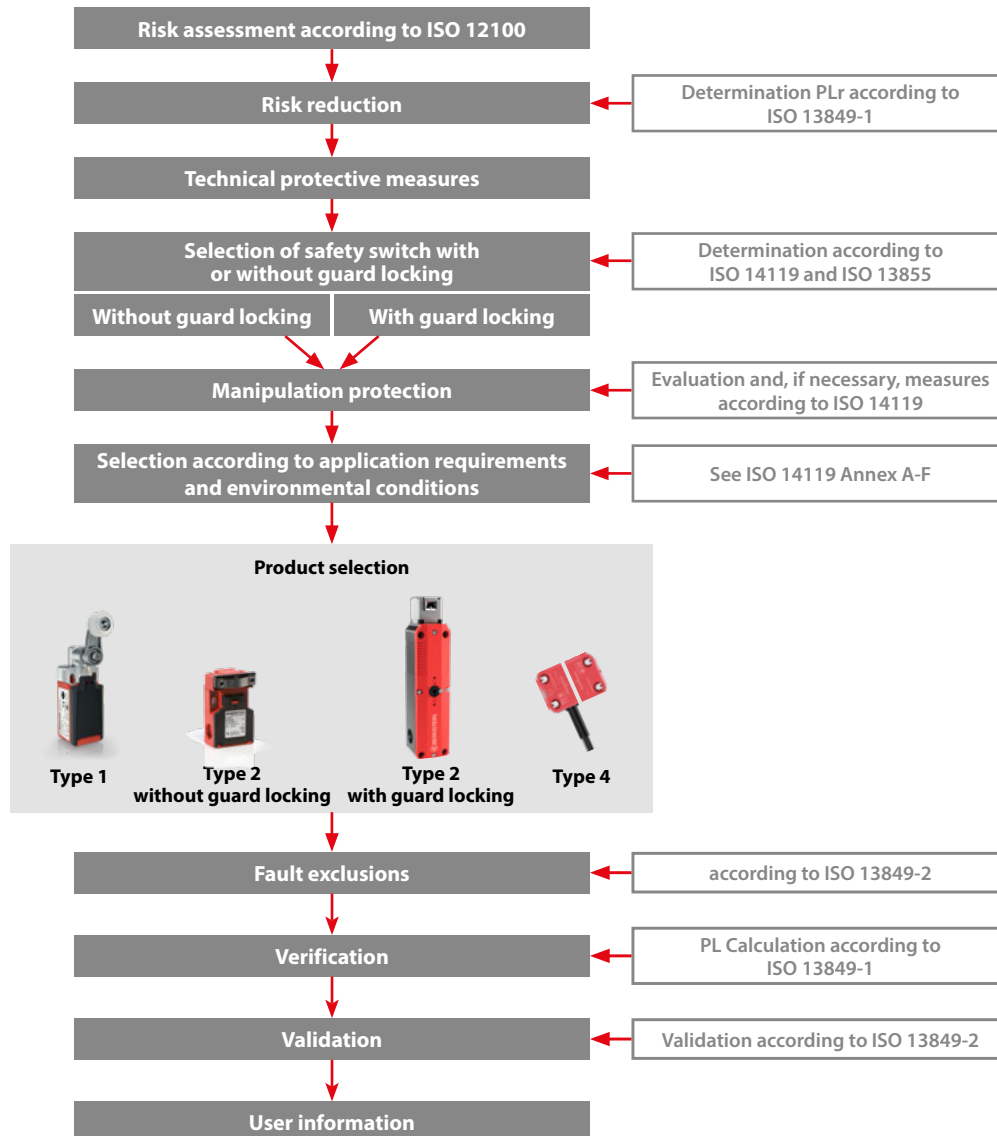 Risk assessment according to ISO 12100
Risk reduction
Determination PLr according to
ISO 13849-1
Technical protective measures
Selection of safety switch with
or without guard locking
Determination according to
ISO 14119 and ISO 13855
Without guard locking
With guard locking
Manipulation protection
Evaluation and, if necessary, measures
according to ISO 14119
Selection according to application requirements
and environmental conditions
See ISO 14119 Annex A-F
Product selection
BERNSTEIN
Type 1
Type 2
without guard locking
Type 2
with guard locking
Type 4
Fault exclusions
according to ISO 13849-2
Verification
PL Calculation according to
ISO 13849-1
Validation
Validation according to ISO 13849-2
User information